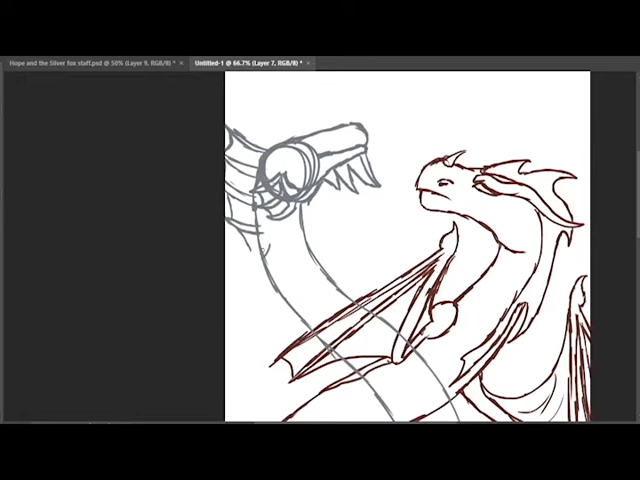 Hope and the Silver fox staff.psd @ 50% (Layer 9, RGB/8) * ×
Untitled-1 @ 66.7% (Layer 7, RGB/8) * ×